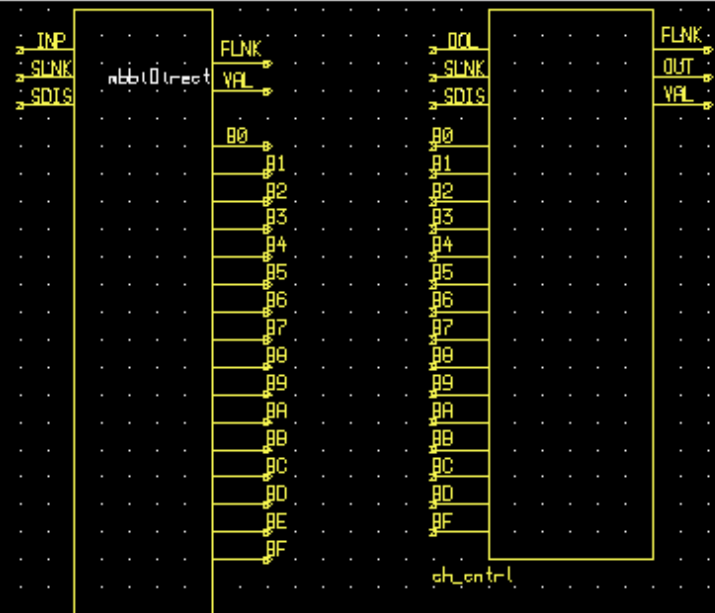 INP
SLNK
SDIS
mbbiDirect
FLNK
VAL
B0
B1
B2
B3
B4
B5
B6
B7
B8
B9
BA
BB
BC
BD
BE
BF
DOL
SLNK
SDIS
B0
B1
B2
B3
B4
B5
B6
B7
B8
B9
BA
BB
BC
BD
BF
FLNK
OUT
VAL
ch_cntrl